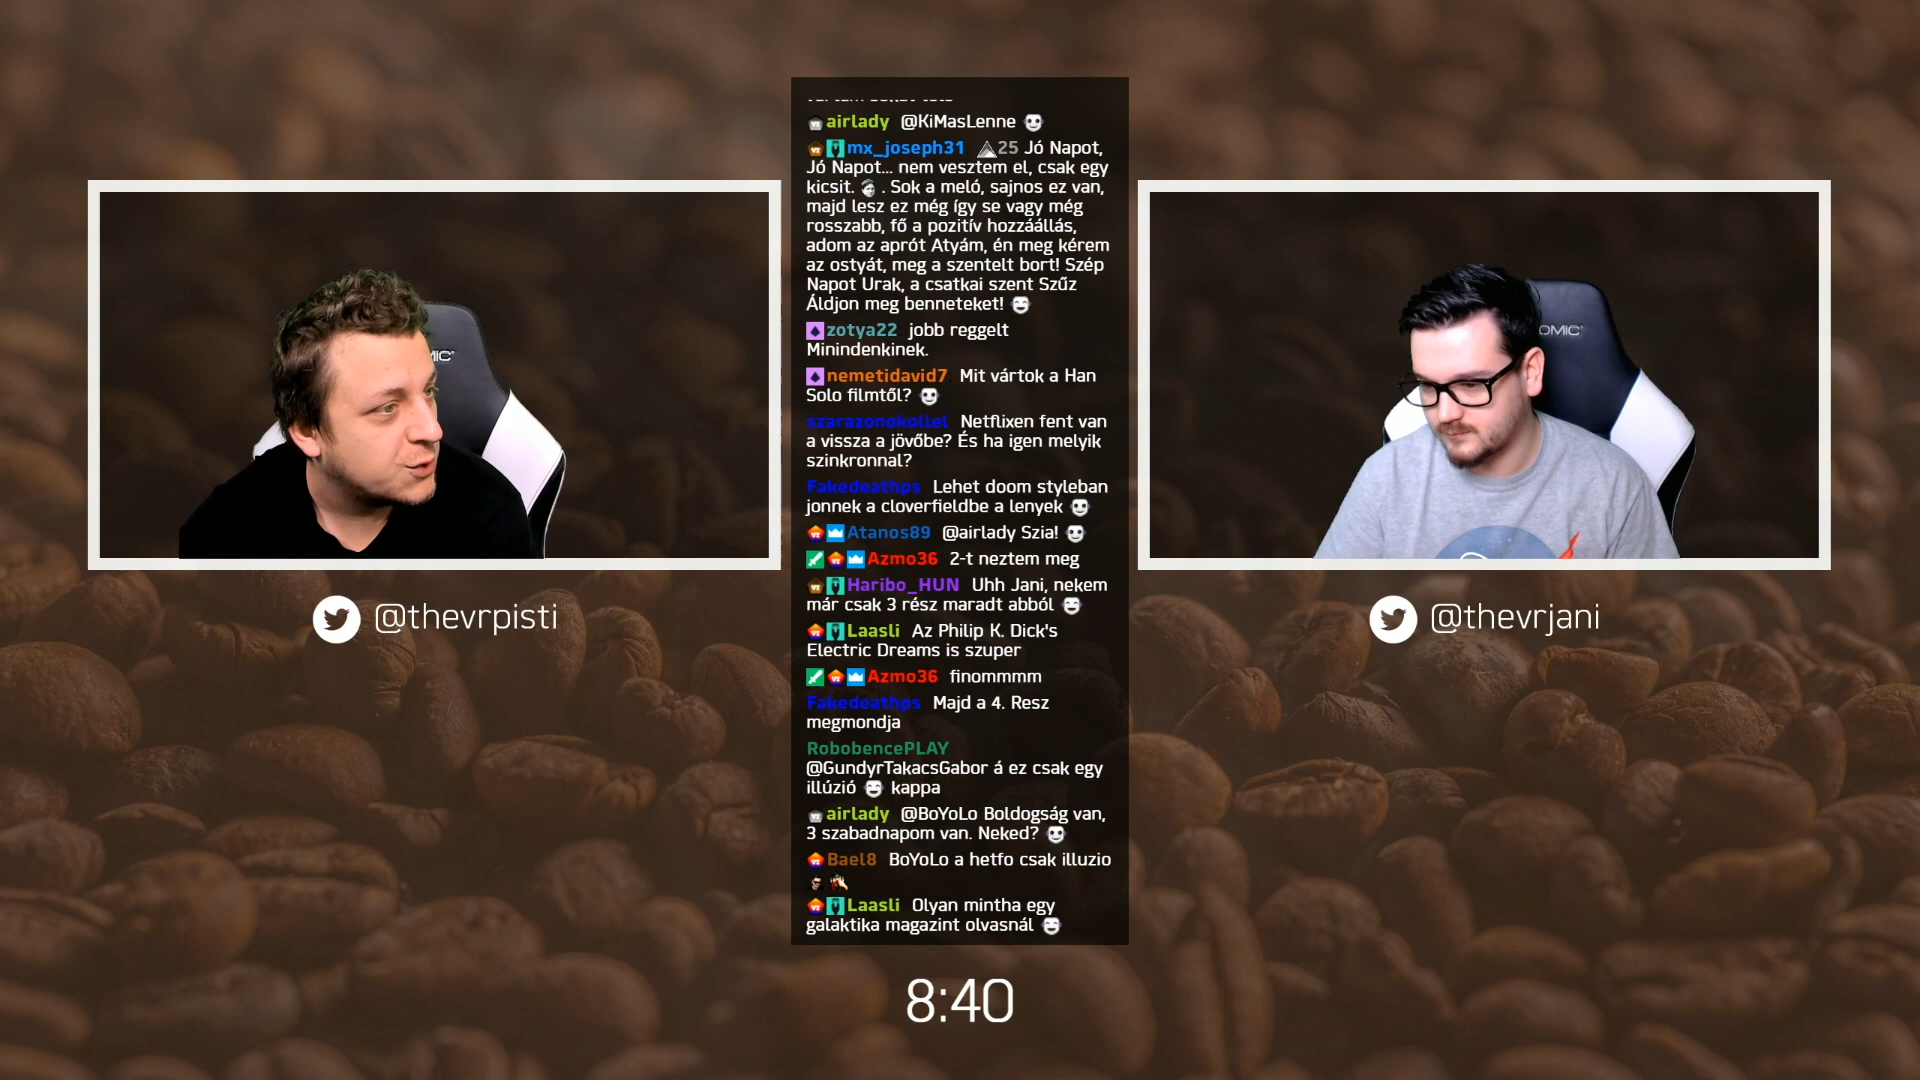 airlady @KiMasLenne
mx_joseph31 25 Jó Napot,
Jó Napot... nem vesztem el, csak egy
kicsit. . Sok a meló, sajnos ez van,
majd lesz ez még így se vagy még
rosszabb, fő a pozitív hozzáállás,
adom az aprót Atyám, én meg kérem
az ostyát, meg a szentelt bort! Szép
Napot Urak, a csatkai szent Szűz
Áldjon meg benneteket!
zotya22 jobb reggelt
Minindenkinek.
nemetidavid7 Mit vártok a Han
Solo filmtől?
szarazonokollel Netflixen fent van
a vissza a jövőbe? És ha igen melyik
szinkronnal?
Fakedeathps Lehet doom styleban
jonnek a cloverfieldbe a lenyek
Atanos89 @airlady Szia!
Azmo36 2-t neztem meg
Haribo_HUN Uhh Jani, nekem
már csak 3 rész maradt abból
Laasli Az Philip K. Dick's
Electric Dreams is szuper
Azmo36 finommmm
Fakedeathps Majd a 4. Resz
megmondja
RobobencePLAY
@GundyrTakacsGabor á ez csak egy
illúzió kappa
airlady @BoYoLo Boldogság van,
3 szabadnapom van. Neked?
Bael8 BoYoLo a hetfo csak illuzio
Laasli Olyan mintha egy
galaktika magazint olvasnál
@thevrpisti
@thevrjani
8:40